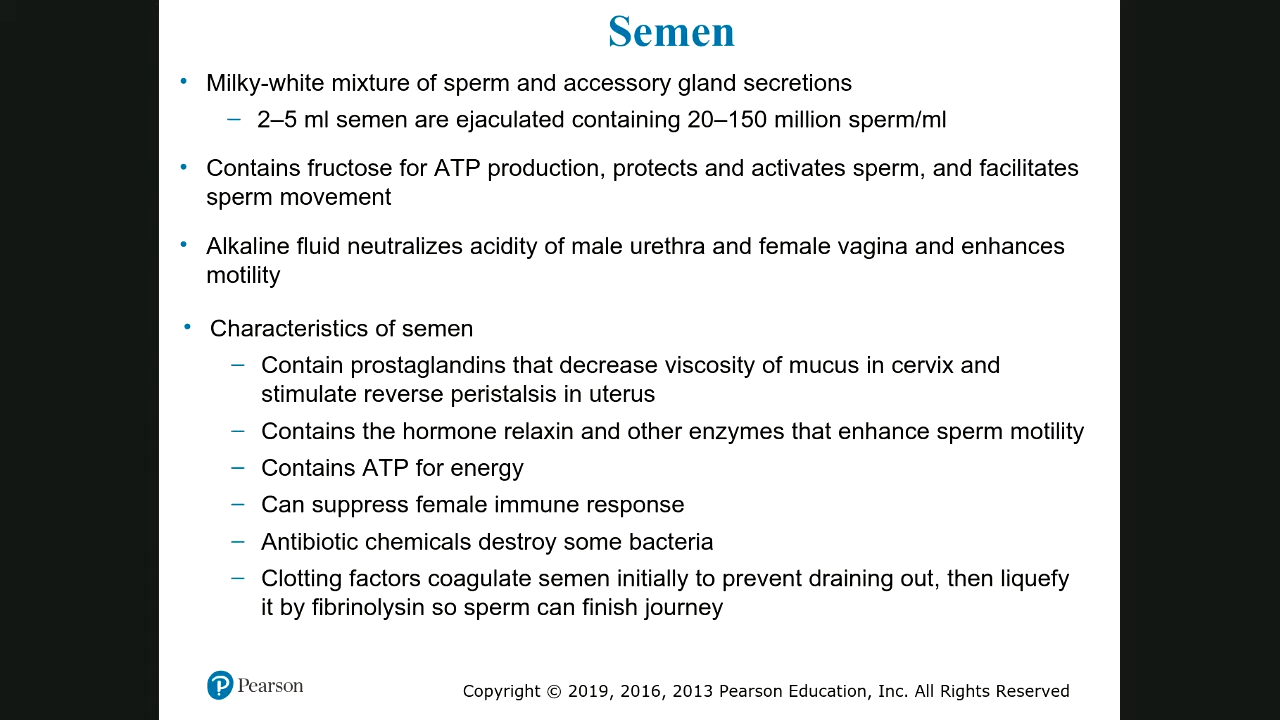 Semen
• Milky-white mixture of sperm and accessory gland secretions
– 2–5 ml semen are ejaculated containing 20–150 million sperm/ml
• Contains fructose for ATP production, protects and activates sperm, and facilitates
sperm movement
• Alkaline fluid neutralizes acidity of male urethra and female vagina and enhances
motility
• Characteristics of semen
– Contain prostaglandins that decrease viscosity of mucus in cervix and
stimulate reverse peristalsis in uterus
– Contains the hormone relaxin and other enzymes that enhance sperm motility
– Contains ATP for energy
– Can suppress female immune response
– Antibiotic chemicals destroy some bacteria
– Clotting factors coagulate semen initially to prevent draining out, then liquefy
it by fibrinolysin so sperm can finish journey
P Pearson
Copyright © 2019, 2016, 2013 Pearson Education, Inc. All Rights Reserved